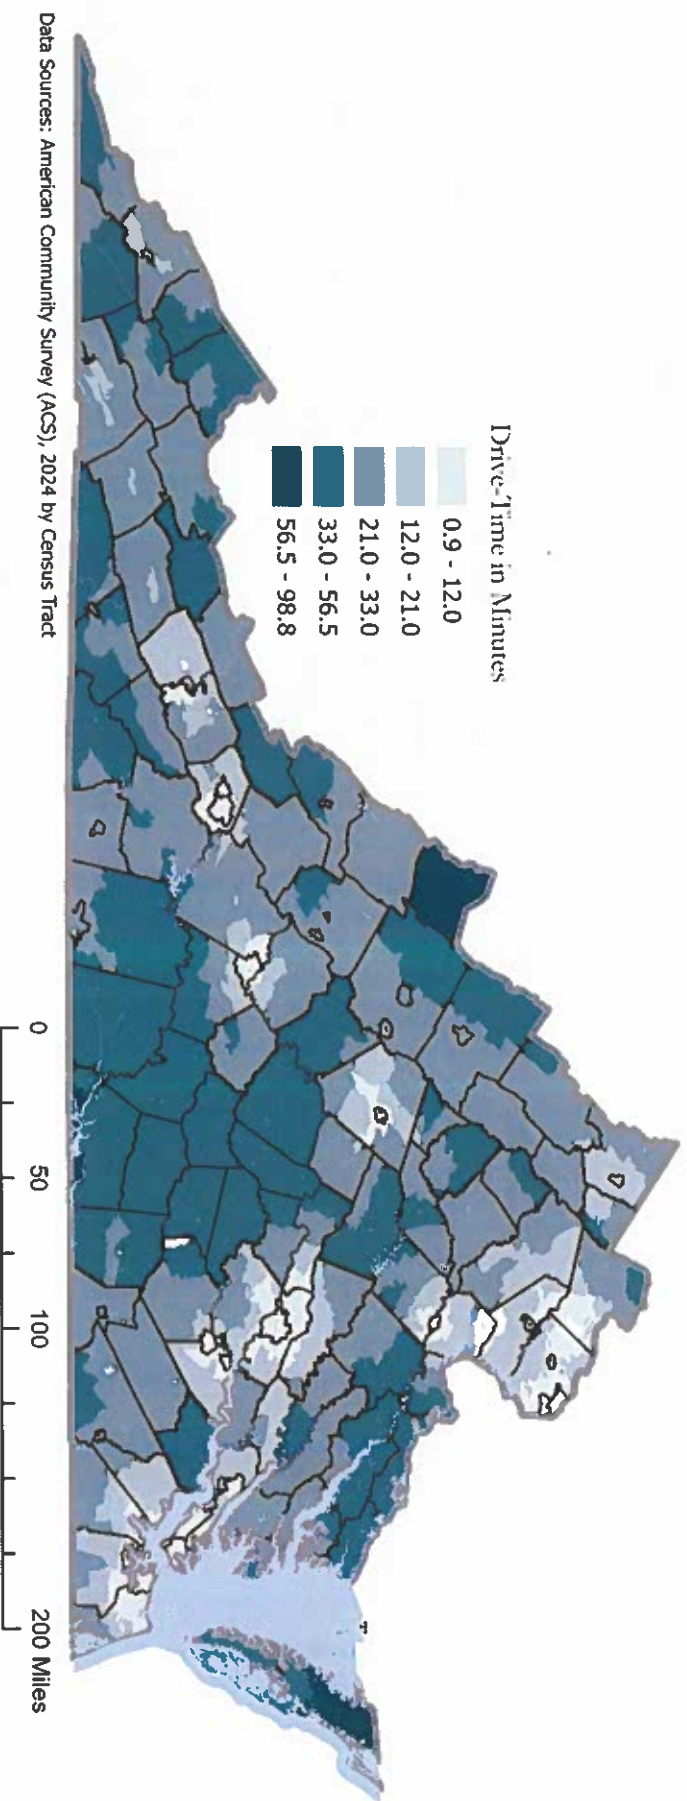 Drive-Time in Minutes
0.9 - 12.0
12.0 - 21.0
21.0 - 33.0
33.0 - 56.5
56.5 - 98.8
0 50 100 200 Miles
Data Sources: American Community Survey (ACS), 2024 by Census Tract